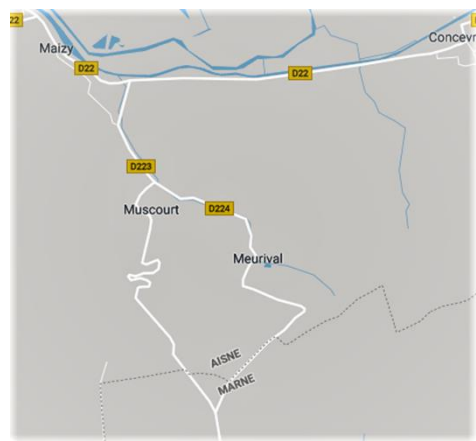 22
Maizy
Concevr
D22
D22
D223
Muscourt
D224
Meurival
AISNE
MARNE